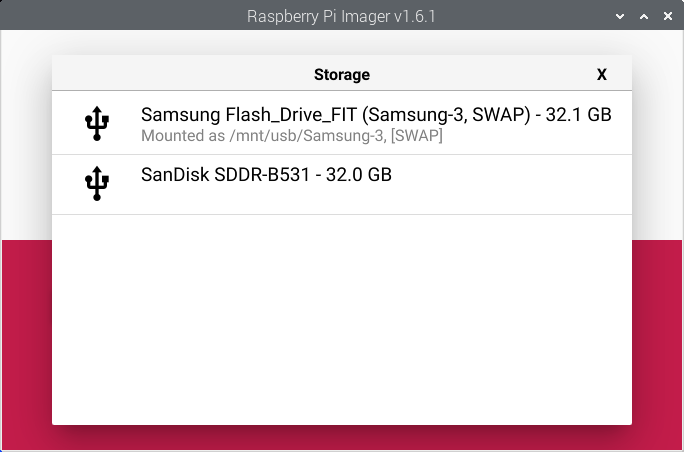 Raspberry Pi Imager v1.6.1
Storage X
Samsung Flash_Drive_FIT (Samsung-3, SWAP) - 32.1 GB
Mounted as /mnt/usb/Samsung-3, [SWAP]
SanDisk SDDR-B531 - 32.0 GB